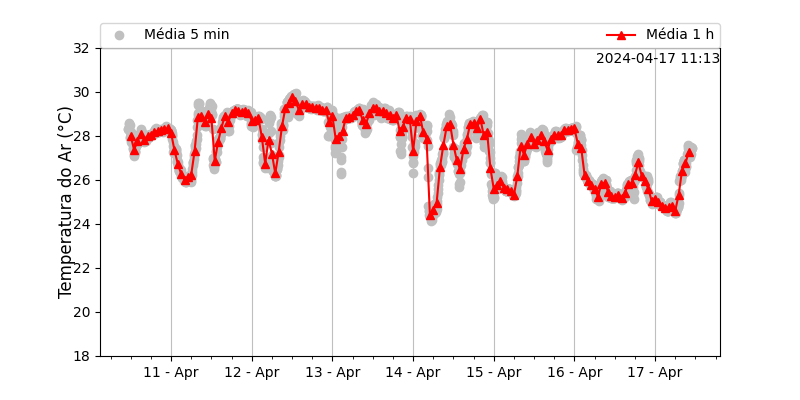 Média 5 min
Média 1 h
2024-04-17 11:13
Temperatura do Ar (°C)
32
30
28
26
24
22
20
18
11 - Apr
12 - Apr
13 - Apr
14 - Apr
15 - Apr
16 - Apr
17 - Apr